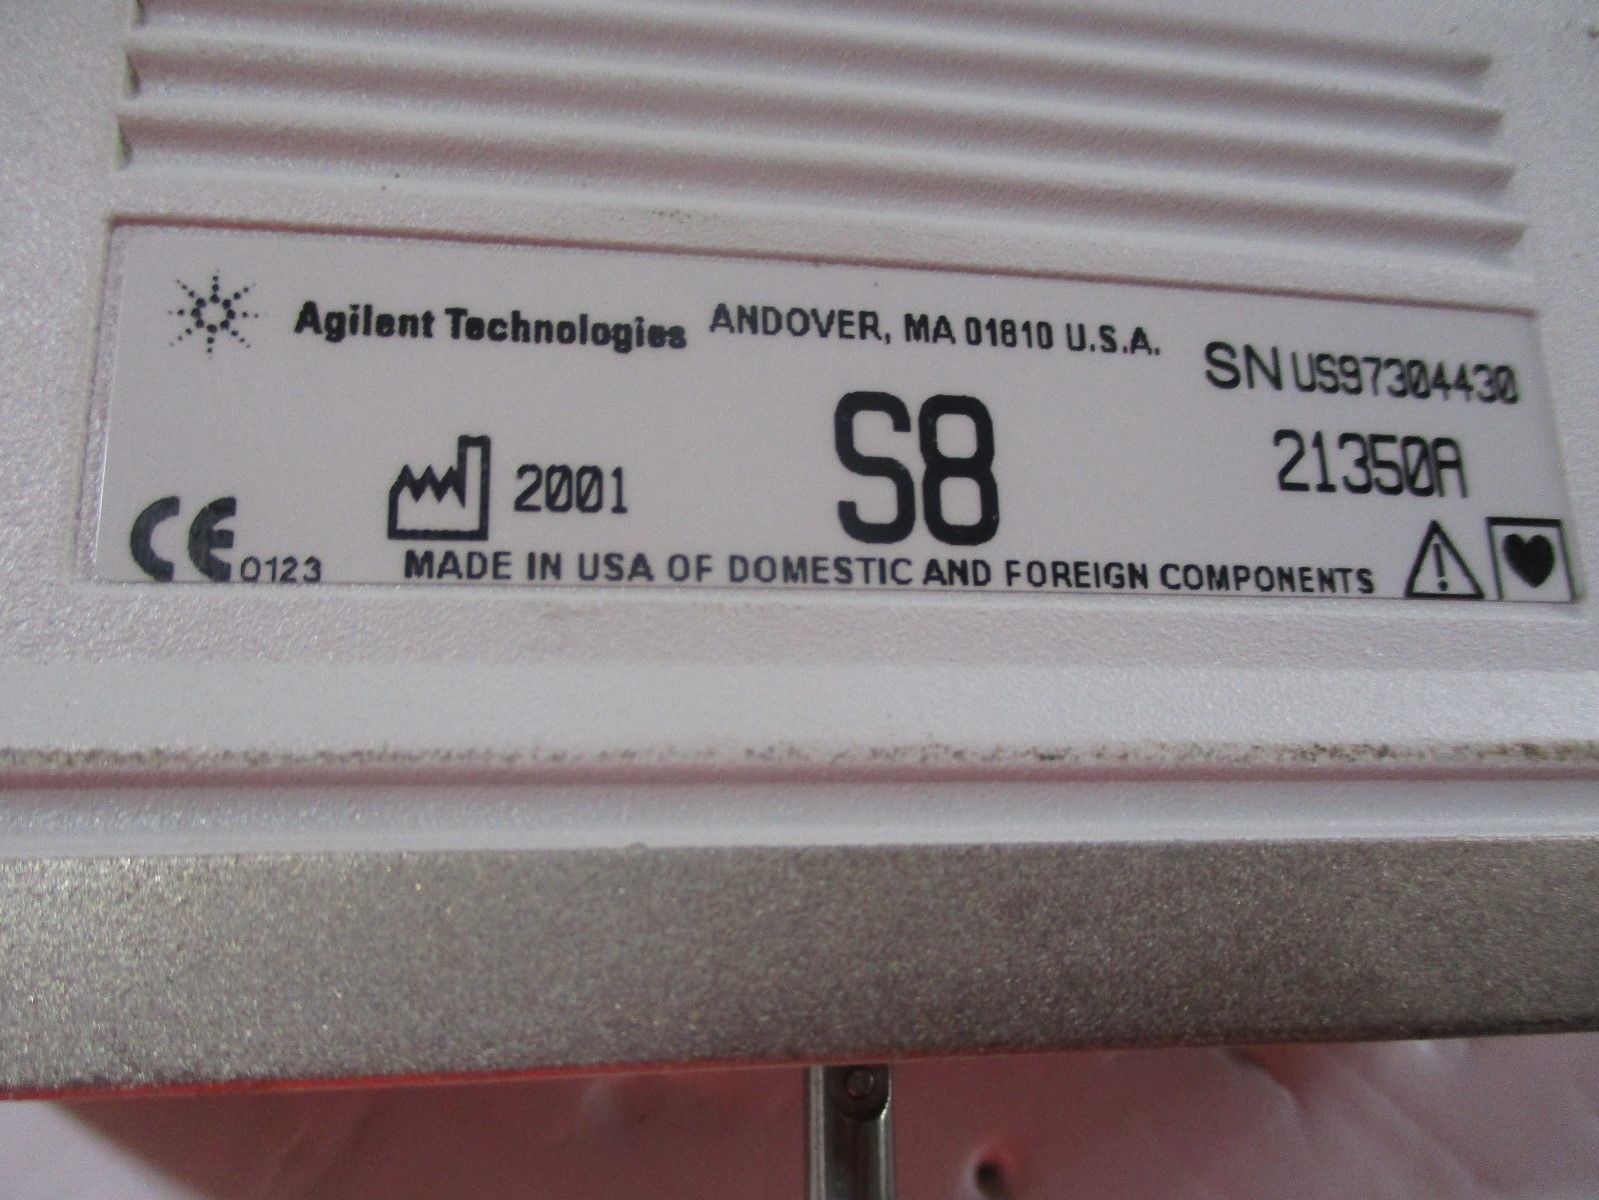 Agilent Technologies ANDOVER, MA 01810 U.S.A.
SN US97304430
2001 S8 21350A
CE 0123
MADE IN USA OF DOMESTIC AND FOREIGN COMPONENTS